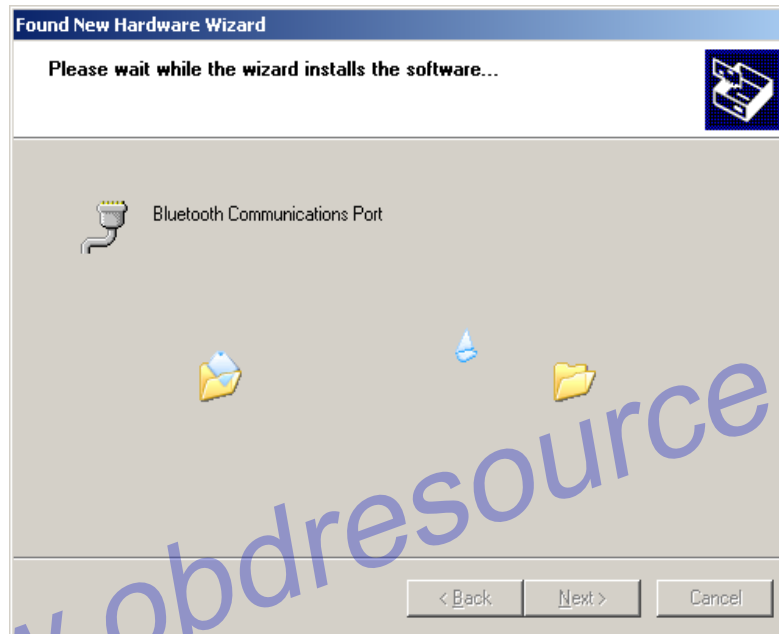 Found New Hardware Wizard
Please wait while the wizard installs the software...
Bluetooth Communications Port
obdresource
< Back
Next >
Cancel